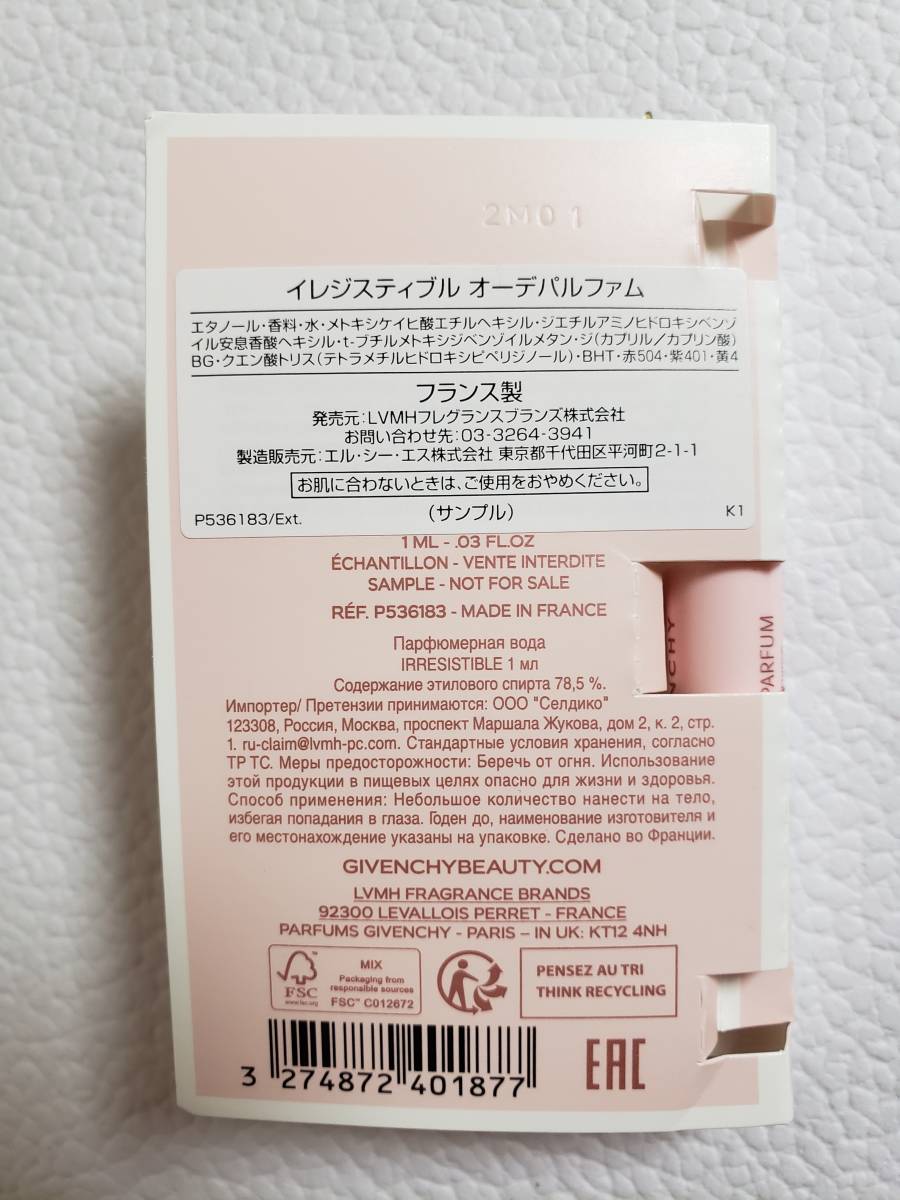 2M01
イレジスティブル オーデパルファム
エタノール・香料・水・メトキシケイヒ酸エチルヘキシル・ジエチルアミノヒドロキシベンゾ
イル安息香酸ヘキシル・t-ブチルメトキシジベンゾイルメタン・ジ(カプリル/カプリン酸)
BG・クエン酸トリス(テトラメチルヒドロキシピペリジノール)・BHT・赤504・紫401・黄4
フランス製
発売元:LVMHフレグランスブランズ株式会社
お問い合わせ先:03-3264-3941
製造販売元:エル・シー・エス株式会社 東京都千代田区平河町2-1-1
お肌に合わないときは、ご使用をおやめください。
P536183/Ext. (サンプル) K1
1 ML - .03 FL.OZ
ÉCHANTILLON - VENTE INTERDITE
SAMPLE - NOT FOR SALE
RÉF. P536183 - MADE IN FRANCE
NCHY
PARFUM
Парфюмерная вода
IRRESISTIBLE 1 мл
Содержание этилового спирта 78,5 %.
Импортер/ Претензии принимаются: ООО "Селдико"
123308, Россия, Москва, проспект Маршала Жукова, дом 2, к. 2, стр.
1. ru-claim@lvmh-pc.com. Стандартные условия хранения, согласно
ТР ТС. Меры предосторожности: Беречь от огня. Использование
этой продукции в пищевых целях опасно для жизни и здоровья.
Способ применения: Небольшое количество нанести на тело,
избегая попадания в глаза. Годен до, наименование изготовителя и
его местонахождение указаны на упаковке. Сделано во Франции.
GIVENCHYBEAUTY.COM
LVMH FRAGRANCE BRANDS
92300 LEVALLOIS PERRET - FRANCE
PARFUMS GIVENCHY - PARIS – IN UK: KT12 4NH
FSC
www.fsc.org
MIX
Packaging from
responsible sources
FSC™ C012672
PENSEZ AU TRI
THINK RECYCLING
3 274872 401877
EAC